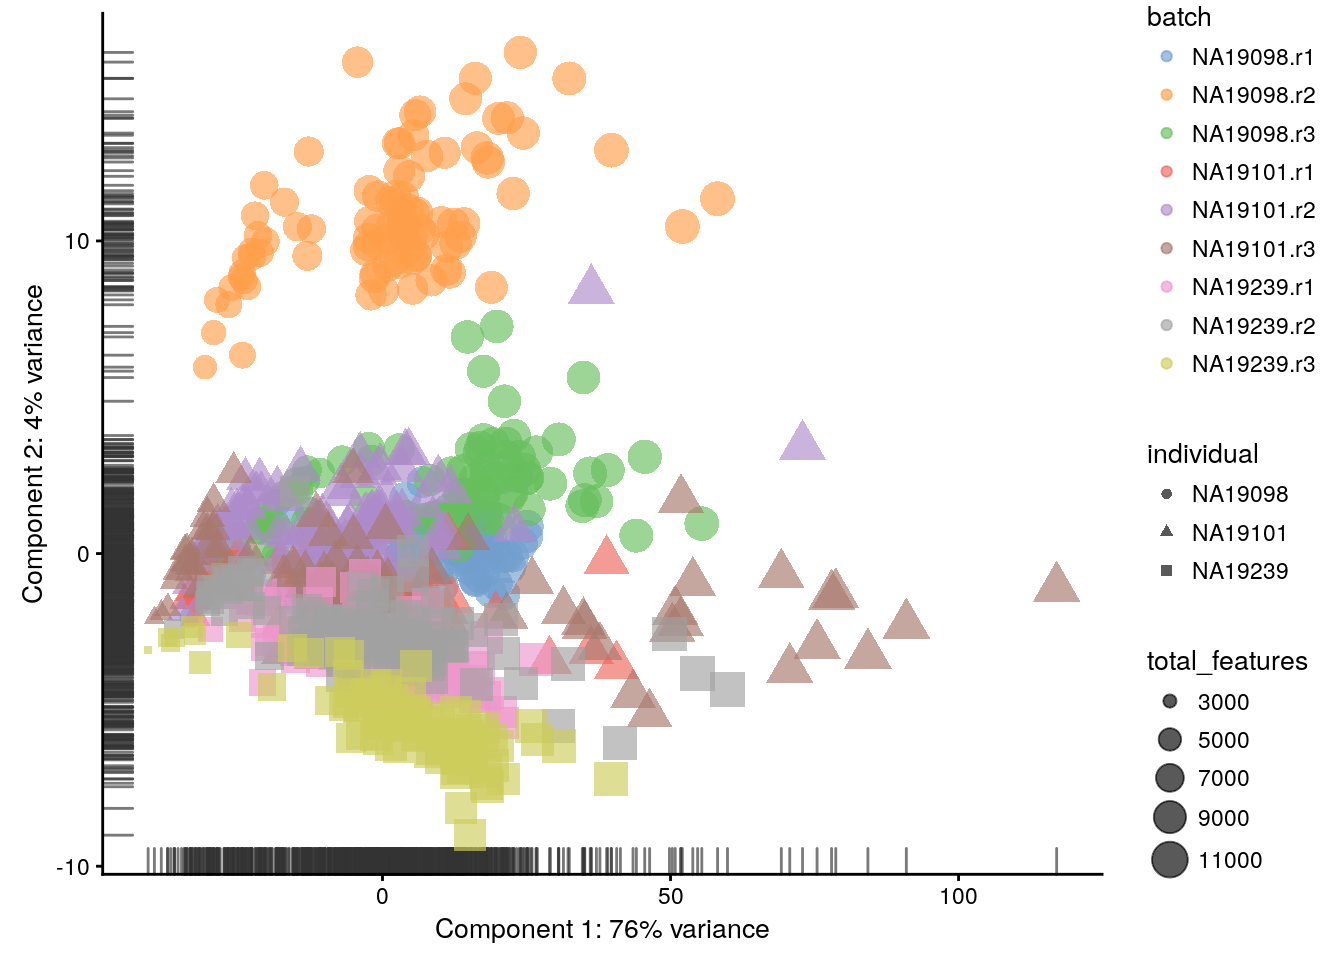 batch
NA19098.r1
NA19098.r2
NA19098.r3
NA19101.r1
NA19101.r2
NA19101.r3
NA19239.r1
NA19239.r2
NA19239.r3
individual
NA19098
NA19101
NA19239
total_features
3000
5000
7000
9000
11000
Component 2: 4% variance
10
0
-10
0 50 100
Component 1: 76% variance